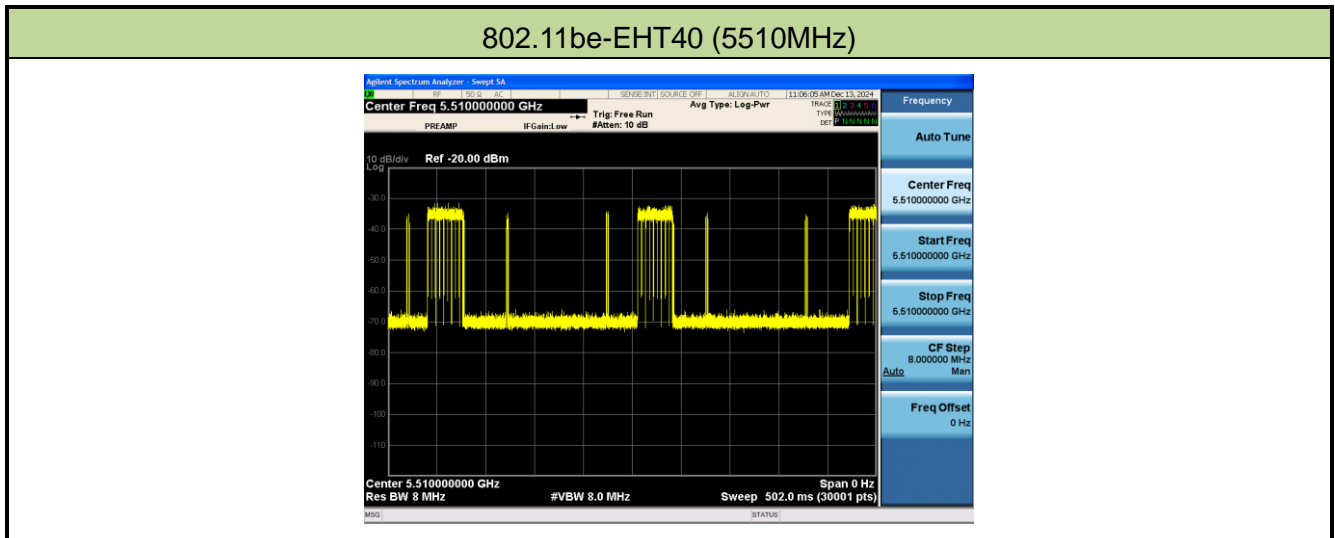 802.11be-EHT40 (5510MHz)
Agilent Spectrum Analyzer - Swept SA
RF 50 Ω AC SENSE:INT SOURCE OFF ALIGN AUTO 11:06:05 AM Dec 13, 2024
Center Freq 5.510000000 GHz
PREAMP IFGain:Low
Trig: Free Run
#Atten: 10 dB
Avg Type: Log-Pwr
TRACE 1 2 3 4 5 6
TYPE
DET P N N N N N
10 dB/div Ref -20.00 dBm
Log
-30.0
-40.0
-50.0
-60.0
-70.0
-80.0
-90.0
-100
-110
Center 5.510000000 GHz Span 0 Hz
Res BW 8 MHz #VBW 8.0 MHz Sweep 502.0 ms (30001 pts)
MSG STATUS
Frequency
Auto Tune
Center Freq
5.510000000 GHz
Start Freq
5.510000000 GHz
Stop Freq
5.510000000 GHz
CF Step
8.000000 MHz
Auto Man
Freq Offset
0 Hz